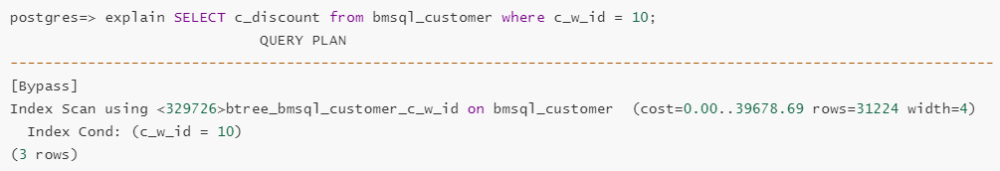 postgres=> explain SELECT c_discount from bmsql_customer where c_w_id = 10;
QUERY PLAN
----------------------------------------------------------------------------------------------------------------
[Bypass]
Index Scan using <329726>btree_bmsql_customer_c_w_id on bmsql_customer  (cost=0.00..39678.69 rows=31224 width=4)
  Index Cond: (c_w_id = 10)
(3 rows)